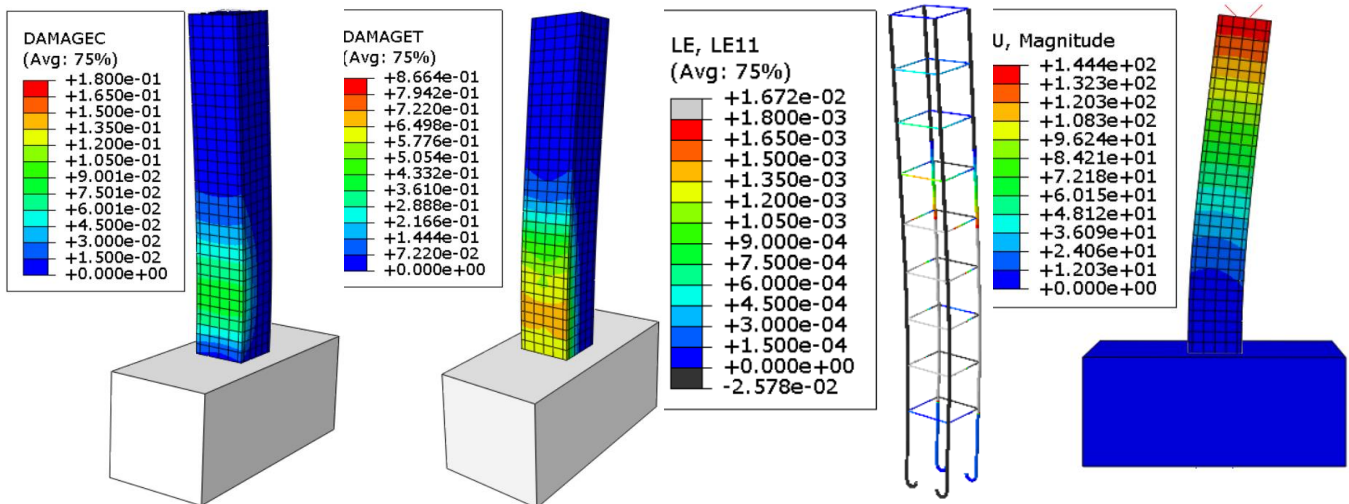 DAMAGEC
(Avg: 75%)
+1.800e-01
+1.650e-01
+1.500e-01
+1.350e-01
+1.200e-01
+1.050e-01
+9.001e-02
+7.501e-02
+6.001e-02
+4.500e-02
+3.000e-02
+1.500e-02
+0.000e+00
DAMAGET
(Avg: 75%)
+8.664e-01
+7.942e-01
+7.220e-01
+6.498e-01
+5.776e-01
+5.054e-01
+4.332e-01
+3.610e-01
+2.888e-01
+2.166e-01
+1.444e-01
+7.220e-02
+0.000e+00
LE, LE11
(Avg: 75%)
+1.672e-02
+1.800e-03
+1.650e-03
+1.500e-03
+1.350e-03
+1.200e-03
+1.050e-03
+9.000e-04
+7.500e-04
+6.000e-04
+4.500e-04
+3.000e-04
+1.500e-04
+0.000e+00
-2.578e-02
U, Magnitude
+1.444e+02
+1.323e+02
+1.203e+02
+1.083e+02
+9.624e+01
+8.421e+01
+7.218e+01
+6.015e+01
+4.812e+01
+3.609e+01
+2.406e+01
+1.203e+01
+0.000e+00